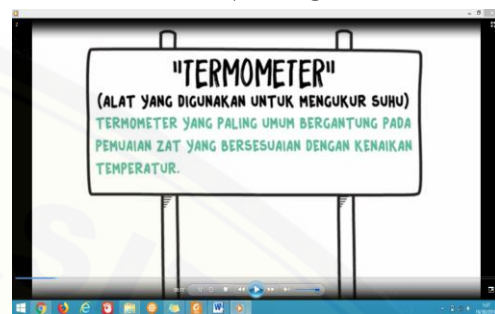 "TERMOMETER"
(ALAT YANG DIGUNAKAN UNTUK MENGUKUR SUHU)
TERMOMETER YANG PALING UMUM BERGANTUNG PADA
PEMUAIAN ZAT YANG BERSESUAIAN DENGAN KENAIKAN
TEMPERATUR.